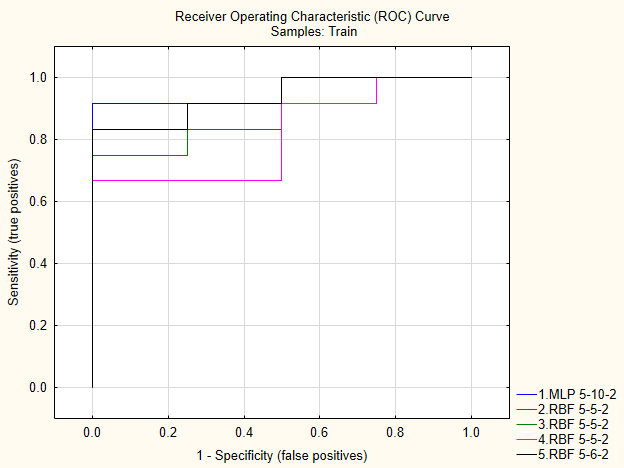 Receiver Operating Characteristic (ROC) Curve
Samples: Train
1.0
0.8
0.6
0.4
0.2
0.0
Sensitivity (true positives)
0.0 0.2 0.4 0.6 0.8 1.0
1 - Specificity (false positives)
1.MLP 5-10-2
2.RBF 5-5-2
3.RBF 5-5-2
4.RBF 5-5-2
5.RBF 5-6-2